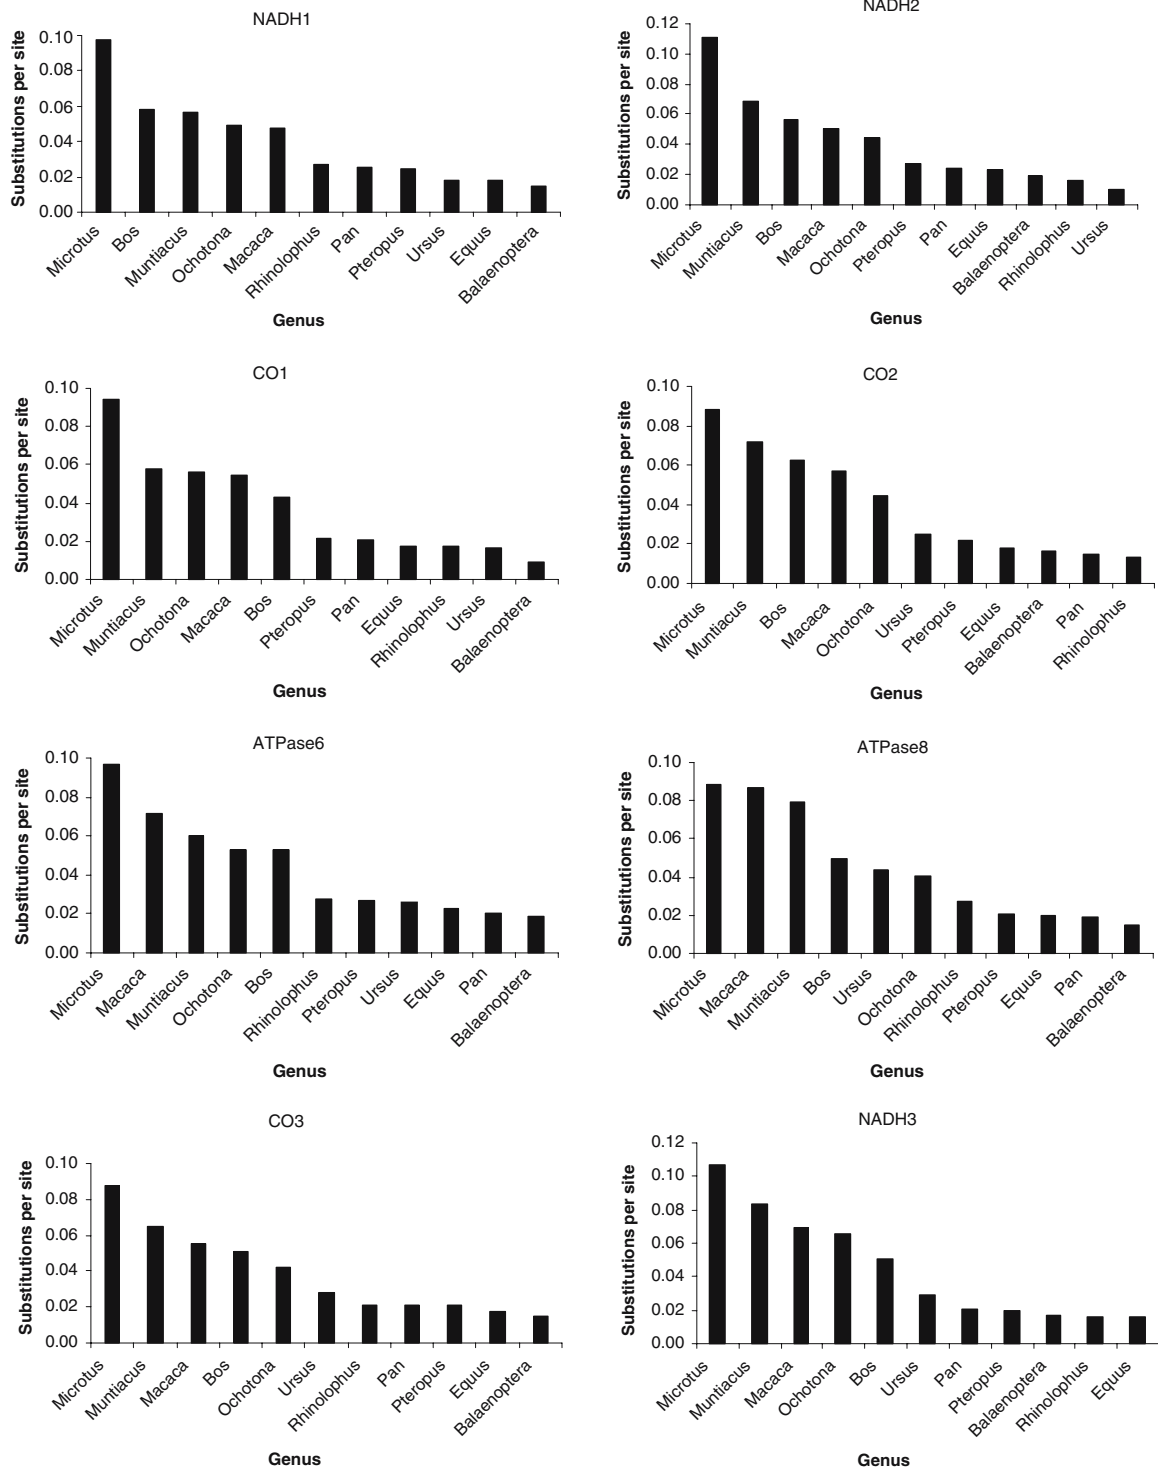 NADH1
Substitutions per site
0.10
0.08
0.06
0.04
0.02
0.00
Microtus
Bos
Muntiacus
Ochotona
Macaca
Rhinolophus
Pan
Pteropus
Ursus
Equus
Balaenoptera
Genus
NADH2
Substitutions per site
0.12
0.10
0.08
0.06
0.04
0.02
0.00
Microtus
Muntiacus
Bos
Macaca
Ochotona
Pteropus
Pan
Equus
Balaenoptera
Rhinolophus
Ursus
Genus
CO1
Substitutions per site
0.10
0.08
0.06
0.04
0.02
0.00
Microtus
Muntiacus
Ochotona
Macaca
Bos
Pteropus
Pan
Equus
Rhinolophus
Ursus
Balaenoptera
Genus
CO2
Substitutions per site
0.10
0.08
0.06
0.04
0.02
0.00
Microtus
Muntiacus
Bos
Macaca
Ochotona
Ursus
Pteropus
Equus
Balaenoptera
Pan
Rhinolophus
Genus
ATPase6
Substitutions per site
0.10
0.08
0.06
0.04
0.02
0.00
Microtus
Macaca
Muntiacus
Ochotona
Bos
Rhinolophus
Pteropus
Ursus
Equus
Pan
Balaenoptera
Genus
ATPase8
Substitutions per site
0.10
0.08
0.06
0.04
0.02
0.00
Microtus
Macaca
Muntiacus
Bos
Ursus
Ochotona
Rhinolophus
Pteropus
Equus
Pan
Balaenoptera
Genus
CO3
Substitutions per site
0.10
0.08
0.06
0.04
0.02
0.00
Microtus
Muntiacus
Macaca
Bos
Ochotona
Ursus
Rhinolophus
Pan
Pteropus
Equus
Balaenoptera
Genus
NADH3
Substitutions per site
0.12
0.10
0.08
0.06
0.04
0.02
0.00
Microtus
Muntiacus
Macaca
Ochotona
Bos
Ursus
Pan
Pteropus
Balaenoptera
Rhinolophus
Equus
Genus